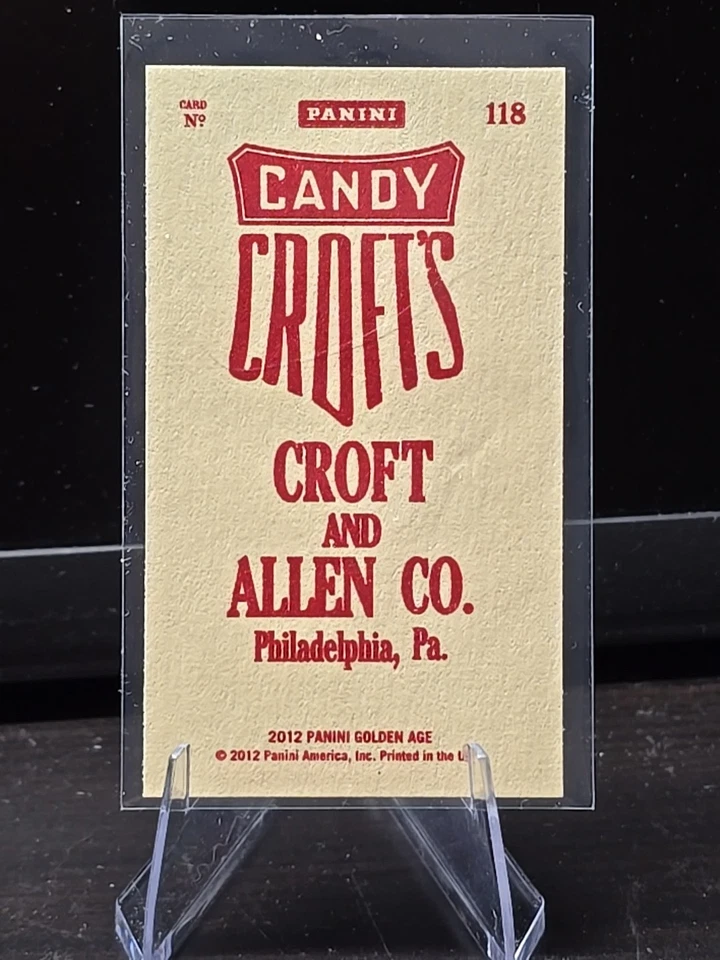 CARD
Nº
PANINI
118
CANDY
CROFT'S
CROFT
AND
ALLEN CO.
Philadelphia, Pa.
2012 PANINI GOLDEN AGE
© 2012 Panini America, Inc. Printed in the U